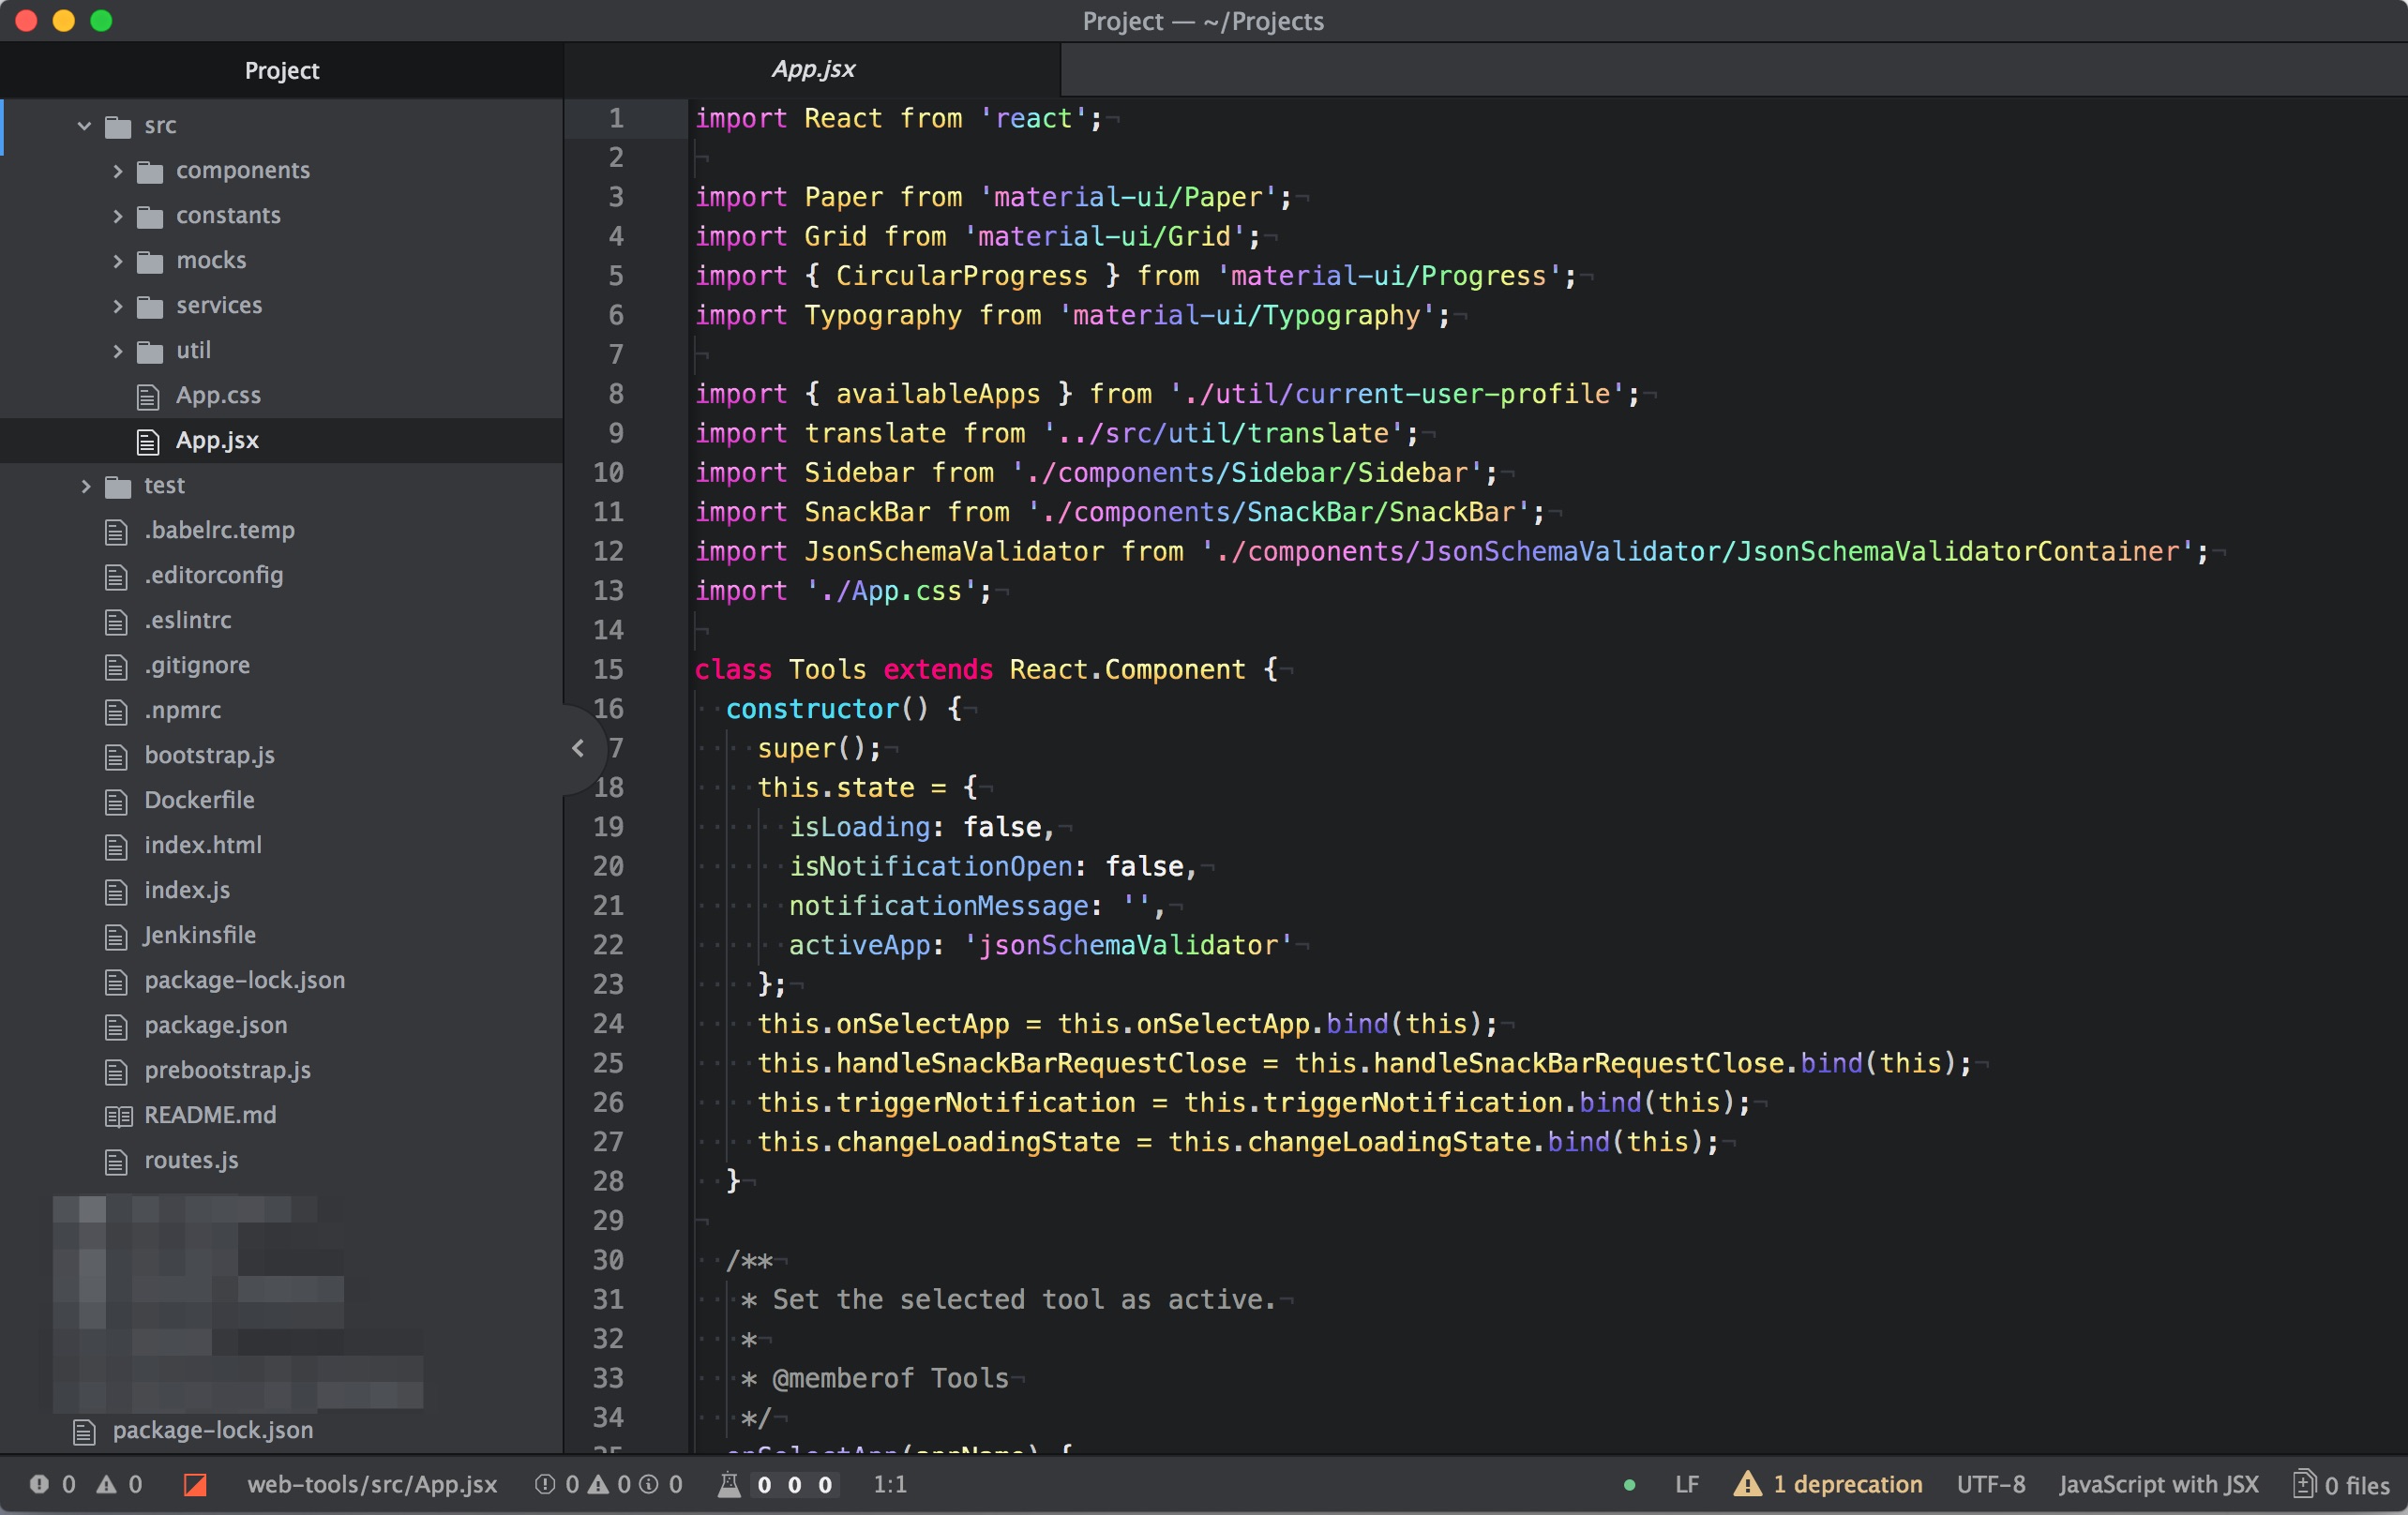 Project — ~/Projects
Project
App.jsx
src
components
constants
mocks
services
util
App.css
App.jsx
test
.babelrc.temp
.editorconfig
.eslintrc
.gitignore
.npmrc
bootstrap.js
Dockerfile
index.html
index.js
Jenkinsfile
package-lock.json
package.json
prebootstrap.js
README.md
routes.js
package-lock.json
1 import React from 'react';¬
2 ¬
3 import Paper from 'material-ui/Paper';¬
4 import Grid from 'material-ui/Grid';¬
5 import { CircularProgress } from 'material-ui/Progress';¬
6 import Typography from 'material-ui/Typography';¬
7 ¬
8 import { availableApps } from './util/current-user-profile';¬
9 import translate from '../src/util/translate';¬
10 import Sidebar from './components/Sidebar/Sidebar';¬
11 import SnackBar from './components/SnackBar/SnackBar';¬
12 import JsonSchemaValidator from './components/JsonSchemaValidator/JsonSchemaValidatorContainer';¬
13 import './App.css';¬
14 ¬
15 class Tools extends React.Component {¬
16 ··constructor() {¬
7 ····super();¬
18 ····this.state = {¬
19 ······isLoading: false,¬
20 ······isNotificationOpen: false,¬
21 ······notificationMessage: '',¬
22 ······activeApp: 'jsonSchemaValidator'¬
23 ····};¬
24 ····this.onSelectApp = this.onSelectApp.bind(this);¬
25 ····this.handleSnackBarRequestClose = this.handleSnackBarRequestClose.bind(this);¬
26 ····this.triggerNotification = this.triggerNotification.bind(this);¬
27 ····this.changeLoadingState = this.changeLoadingState.bind(this);¬
28 ··}¬
29 ¬
30 ··/**¬
31 ···* Set the selected tool as active.¬
32 ···*¬
33 ···* @memberof Tools¬
34 ···*/¬
35 onSelectApp(appName) {
0 0 web-tools/src/App.jsx 0 0 0 0 0 0 1:1 LF 1 deprecation UTF-8 JavaScript with JSX 0 files